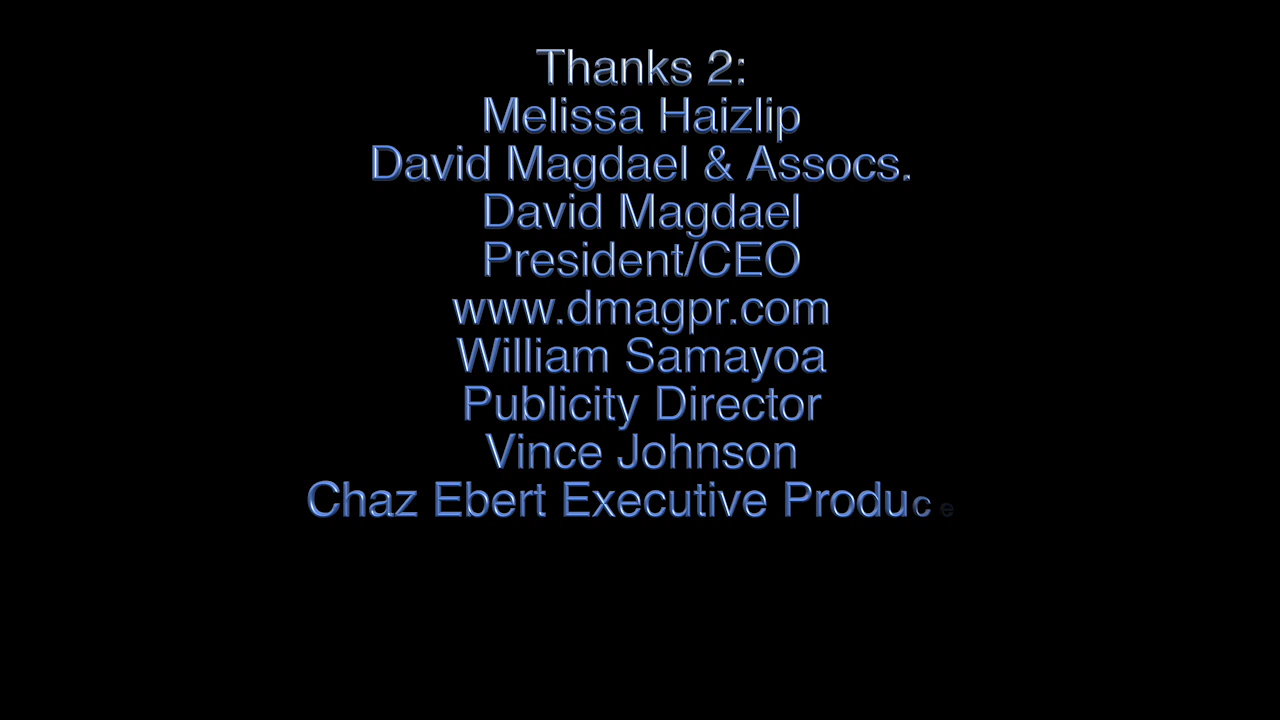 Thanks 2:
Melissa Haizlip
David Magdael & Assocs.
David Magdael
President/CEO
www.dmagpr.com
William Samayoa
Publicity Director
Vince Johnson
Chaz Ebert Executive Produce